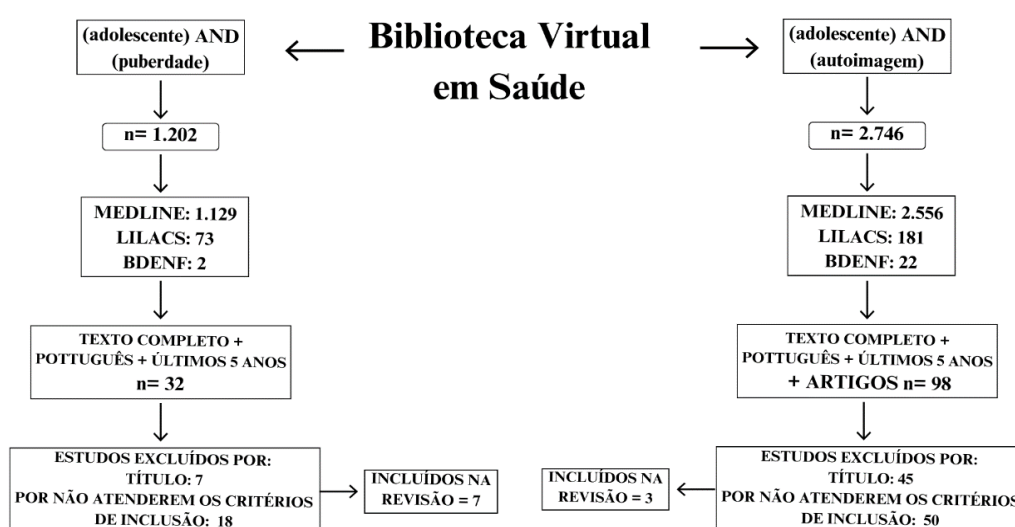 Biblioteca Virtual
em Saúde
(adolescente) AND
(puberdade)
n= 1.202
MEDLINE: 1.129
LILACS: 73
BDENF: 2
TEXTO COMPLETO +
POTTUGUÊS + ÚLTIMOS 5 ANOS
n= 32
ESTUDOS EXCLUÍDOS POR:
TÍTULO: 7
POR NÃO ATENDEREM OS CRITÉRIOS
DE INCLUSÃO: 18
INCLUÍDOS NA
REVISÃO = 7
(adolescente) AND
(autoimagem)
n= 2.746
MEDLINE: 2.556
LILACS: 181
BDENF: 22
TEXTO COMPLETO +
POTTUGUÊS + ÚLTIMOS 5 ANOS
+ ARTIGOS n= 98
ESTUDOS EXCLUÍDOS POR:
TÍTULO: 45
POR NÃO ATENDEREM OS CRITÉRIOS
DE INCLUSÃO: 50
INCLUÍDOS NA
REVISÃO = 3